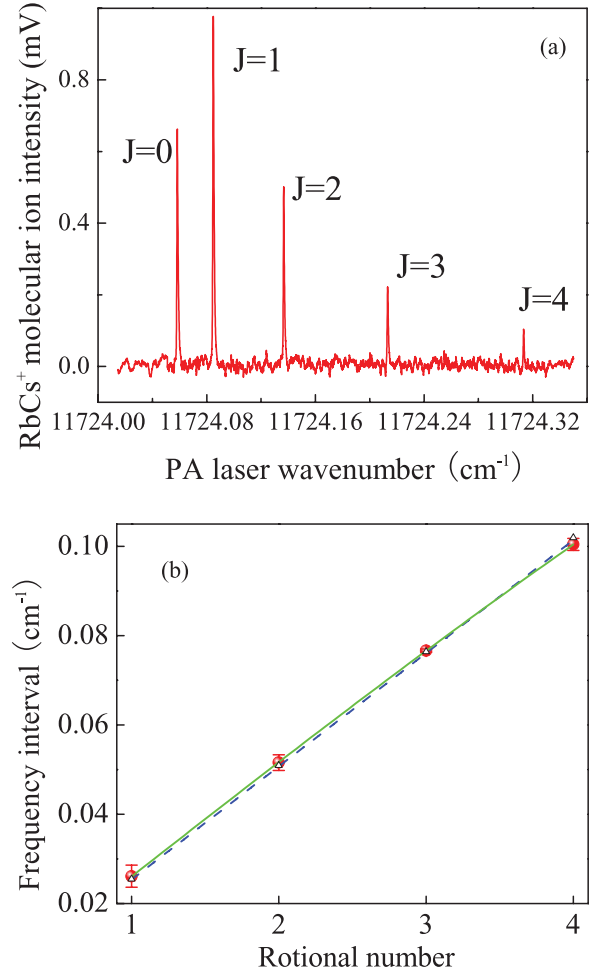 (a)
RbCs⁺ molecular ion intensity (mV)
0.8
0.4
0.0
J=0
J=1
J=2
J=3
J=4
11724.00
11724.08
11724.16
11724.24
11724.32
PA laser wavenumber（cm⁻¹）
(b)
Frequency interval（cm⁻¹）
0.10
0.08
0.06
0.04
0.02
1
2
3
4
Rotional number